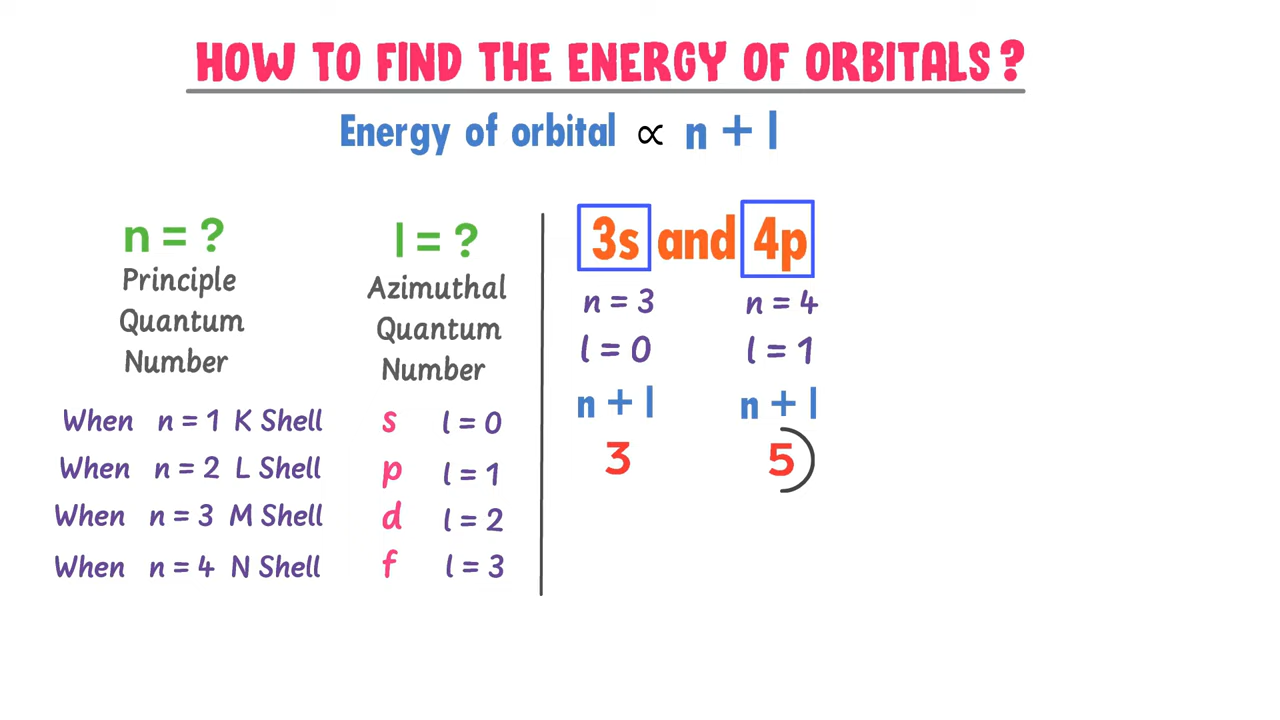 HOW TO FIND THE ENERGY OF ORBITALS?
Energy of orbital ∝ n + l
n = ?
Principle
Quantum
Number
When n = 1 K Shell
When n = 2 L Shell
When n = 3 M Shell
When n = 4 N Shell
l = ?
Azimuthal
Quantum
Number
s l = 0
p l = 1
d l = 2
f l = 3
3s and 4p
n = 3 n = 4
l = 0 l = 1
n + l n + l
3 5